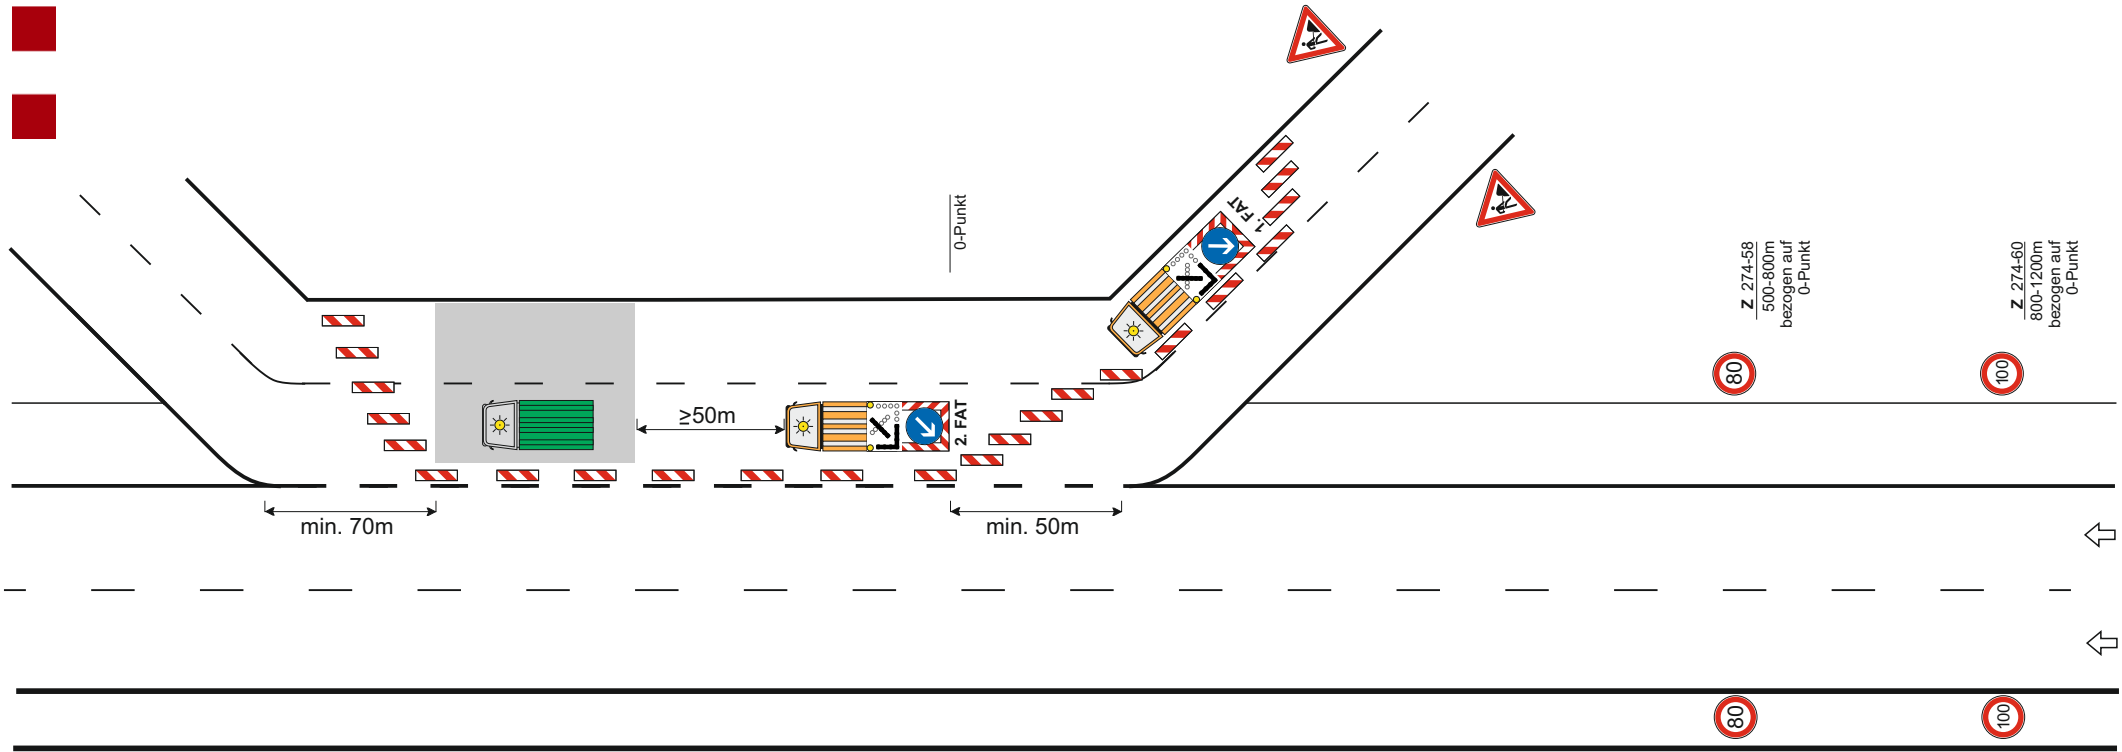 0-Punkt
1. FAT
Z 274-58
500-800m
bezogen auf
0-Punkt
Z 274-60
800-1200m
bezogen auf
0-Punkt
80
100
≥50m
2. FAT
min. 70m
min. 50m
80
100